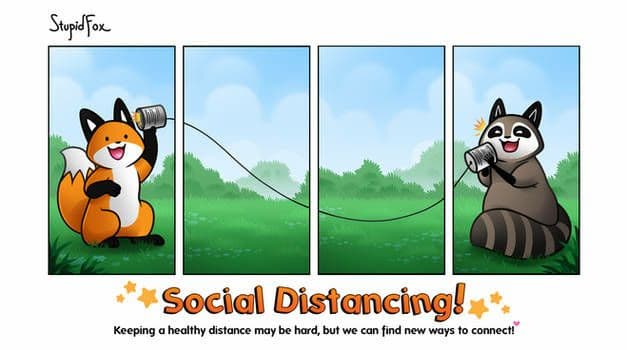 StupidFox
Social Distancing!
Keeping a healthy distance may be hard, but we can find new ways to connect!